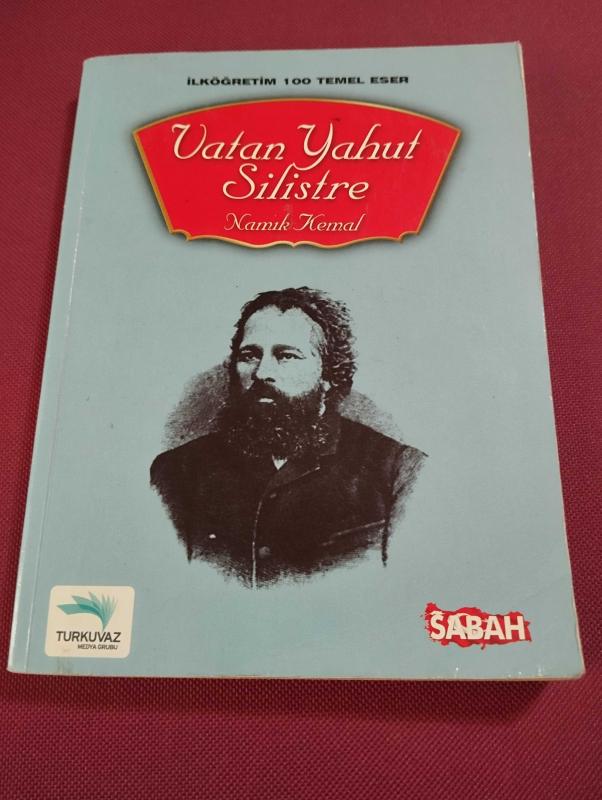 İLKÖĞRETİM 100 TEMEL ESER
Vatan Yahut
Silistre
Namık Kemal
TURKUVAZ
MEDYA GRUBU
SABAH